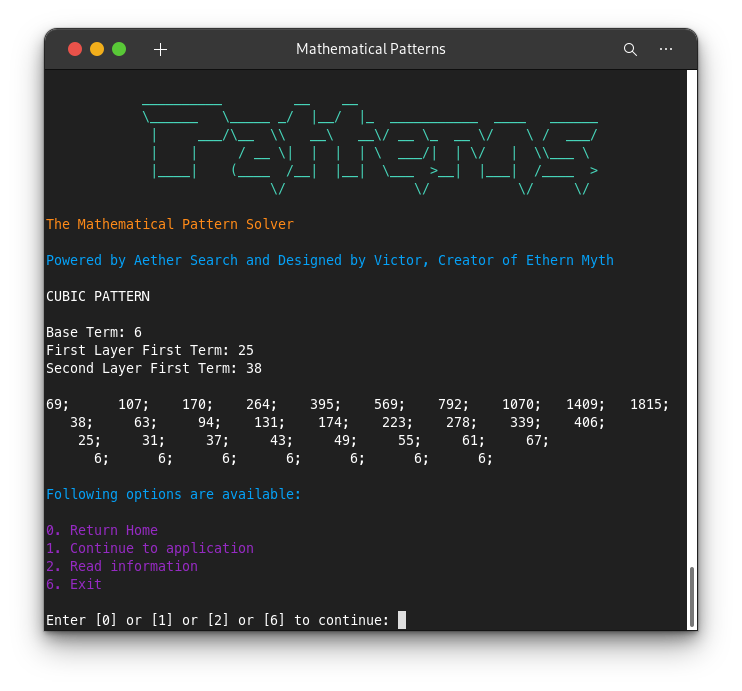 Mathematical Patterns
Patterns
The Mathematical Pattern Solver
Powered by Aether Search and Designed by Victor, Creator of Ethern Myth
CUBIC PATTERN
Base Term: 6
First Layer First Term: 25
Second Layer First Term: 38
69; 107; 170; 264; 395; 569; 792; 1070; 1409; 1815;
38; 63; 94; 131; 174; 223; 278; 339; 406;
25; 31; 37; 43; 49; 55; 61; 67;
6; 6; 6; 6; 6; 6; 6;
Following options are available:
0. Return Home
1. Continue to application
2. Read information
6. Exit
Enter [0] or [1] or [2] or [6] to continue: